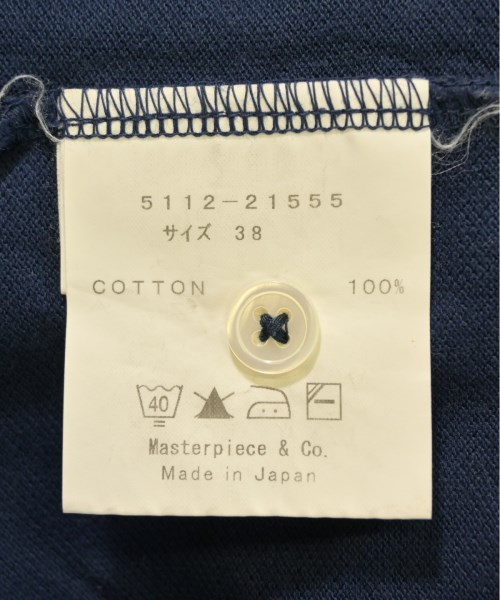 5112-21555
サイズ 38
COTTON 100%
40
Masterpiece & Co.
Made in Japan